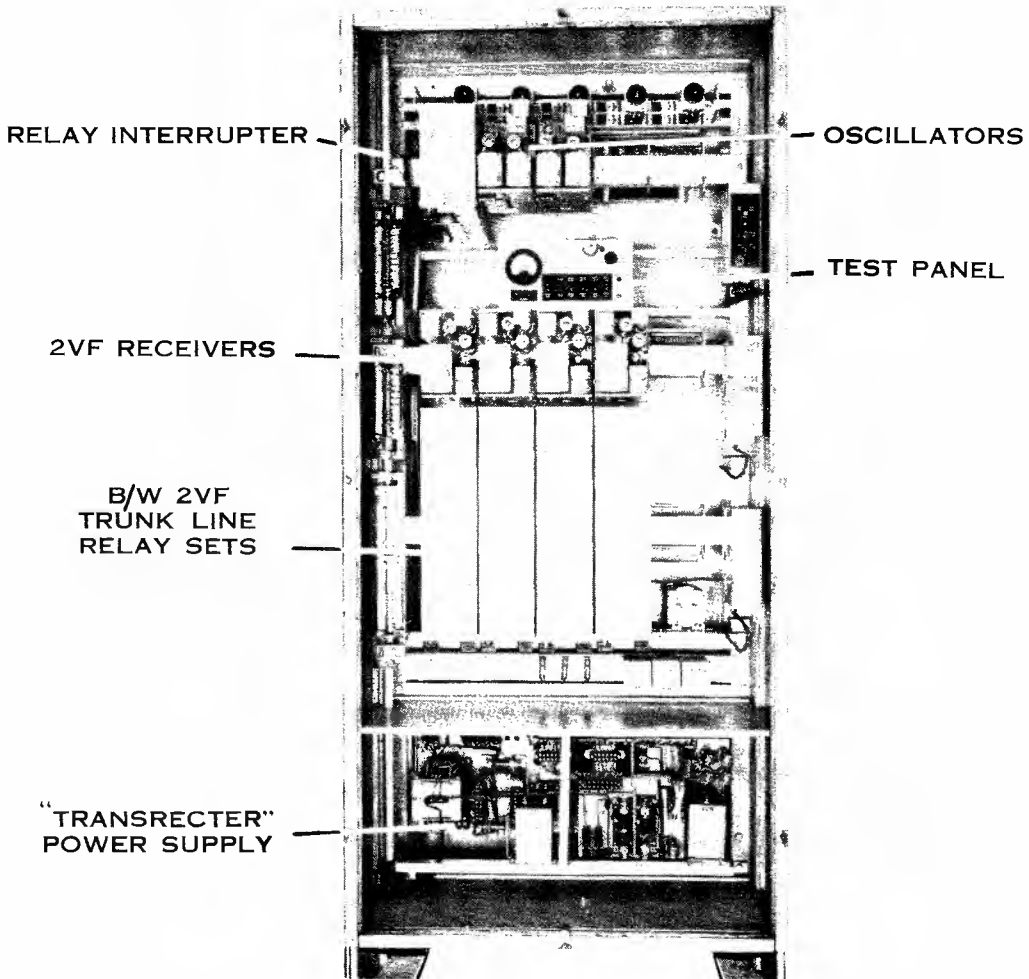 RELAY INTERRUPTER
OSCILLATORS
TEST PANEL
2VF RECEIVERS
B/W 2VF
TRUNK LINE
RELAY SETS
"TRANSRECTER"
POWER SUPPLY